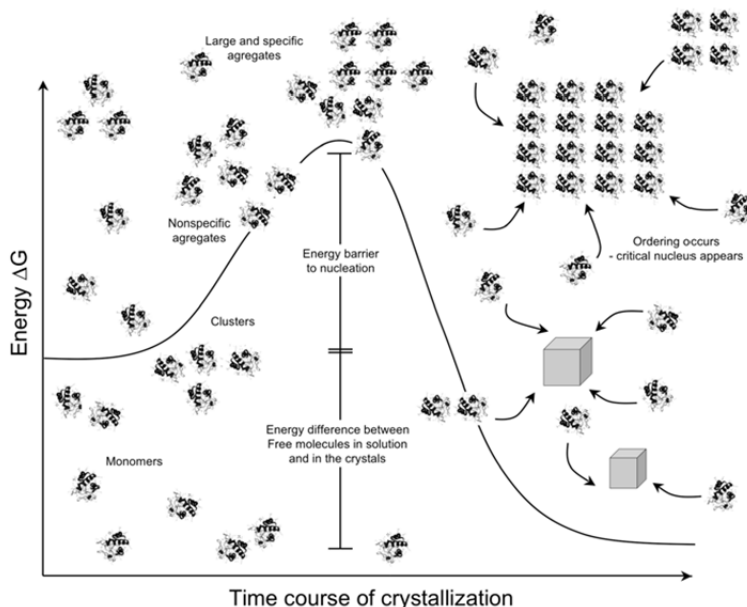 Large and specific
agregates
Nonspecific
agregates
Energy barrier
to nucleation
Ordering occurs
- critical nucleus appears
Clusters
Energy difference between
Free molecules in solution
and in the crystals
Monomers
Energy ΔG
Time course of crystallization